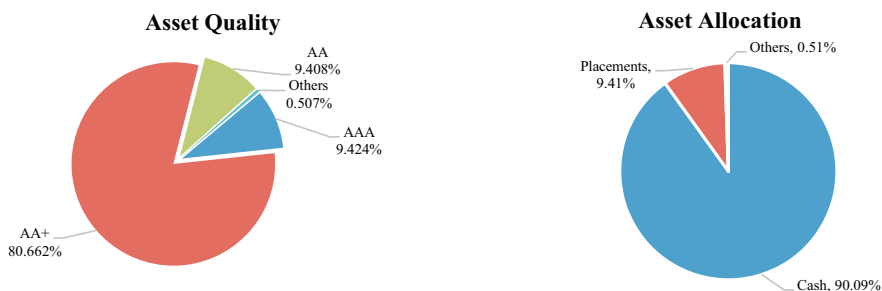 Asset Quality
AA
9.408%
Others
0.507%
AAA
9.424%
AA+
80.662%
Asset Allocation
Others, 0.51%
Placements,
9.41%
Cash, 90.09%